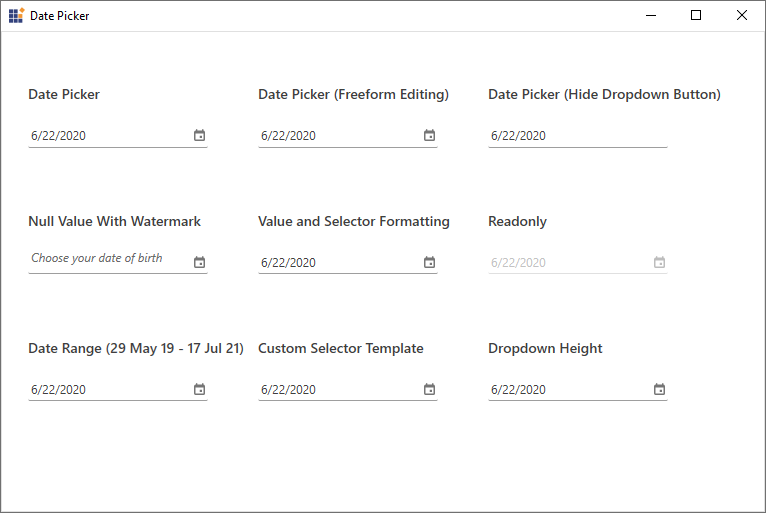 Date Picker
Date Picker
Date Picker (Freeform Editing)
Date Picker (Hide Dropdown Button)
6/22/2020
6/22/2020
6/22/2020
Null Value With Watermark
Value and Selector Formatting
Readonly
Choose your date of birth
6/22/2020
6/22/2020
Date Range (29 May 19 - 17 Jul 21)
Custom Selector Template
Dropdown Height
6/22/2020
6/22/2020
6/22/2020